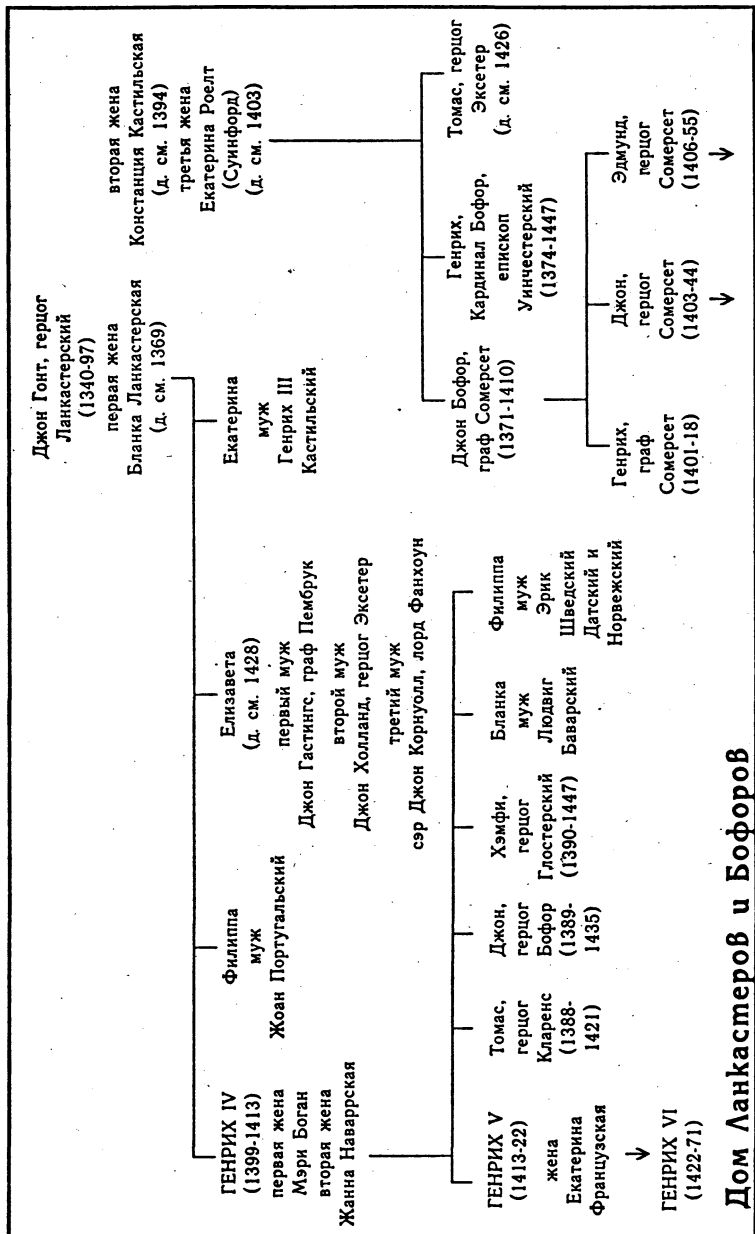 Джон Гонт, герцог
Ланкастерский
(1340-97)
первая жена
Бланка Ланкастерская
(д. см. 1369)
вторая жена
Констанция Кастильская
(д. см. 1394)
третья жена
Екатерина Роелт
(Суинфорд)
(д. см. 1403)
ГЕНРИХ IV
(1399-1413)
первая жена
Мэри Боган
вторая жена
Жанна Наваррская
Филиппа
муж
Жоан Португальский
Елизавета
(д. см. 1428)
первый муж
Джон Гастингс, граф Пембрук
второй муж
Джон Холланд, герцог Эксетер
третий муж
сэр Джон Корнуолл, лорд Фанхоун
Екатерина
муж
Генрих III
Кастильский
Джон Бофор,
граф Сомерсет
(1371-1410)
Генрих,
Кардинал Бофор,
епископ
Уинчестерский
(1374-1447)
Томас, герцог
Эксетер
(д. см. 1426)
ГЕНРИХ V
(1413-22)
жена
Екатерина
Французская
Томас,
герцог
Кларенс
(1388-
1421)
Джон,
герцог
Бофор
(1389-
1435)
Хэмфи,
герцог
Глостерский
(1390-1447)
Бланка
муж
Людвиг
Баварский
Филиппа
муж
Эрик
Шведский
Датский и
Норвежский
Генрих,
граф
Сомерсет
(1401-18)
Джон,
герцог
Сомерсет
(1403-44)
Эдмунд,
герцог
Сомерсет
(1406-55)
ГЕНРИХ VI
(1422-71)
Дом Ланкастеров и Бофоров